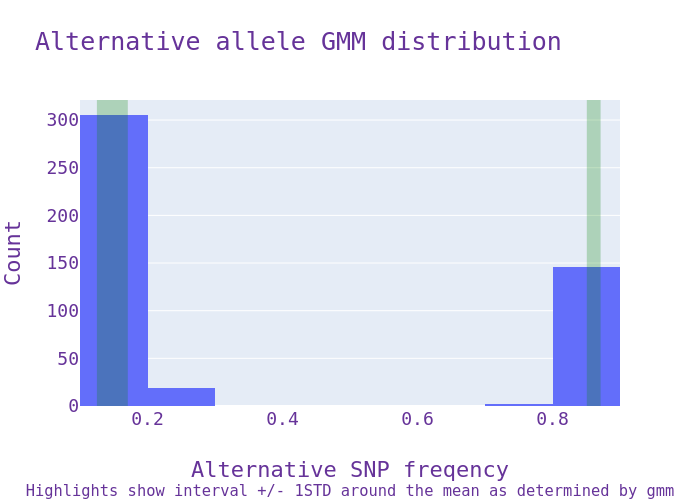 Alternative allele GMM distribution
Count
300
250
200
150
100
50
0
0.2
0.4
0.6
0.8
Alternative SNP freqency
Highlights show interval +/- 1STD around the mean as determined by gmm